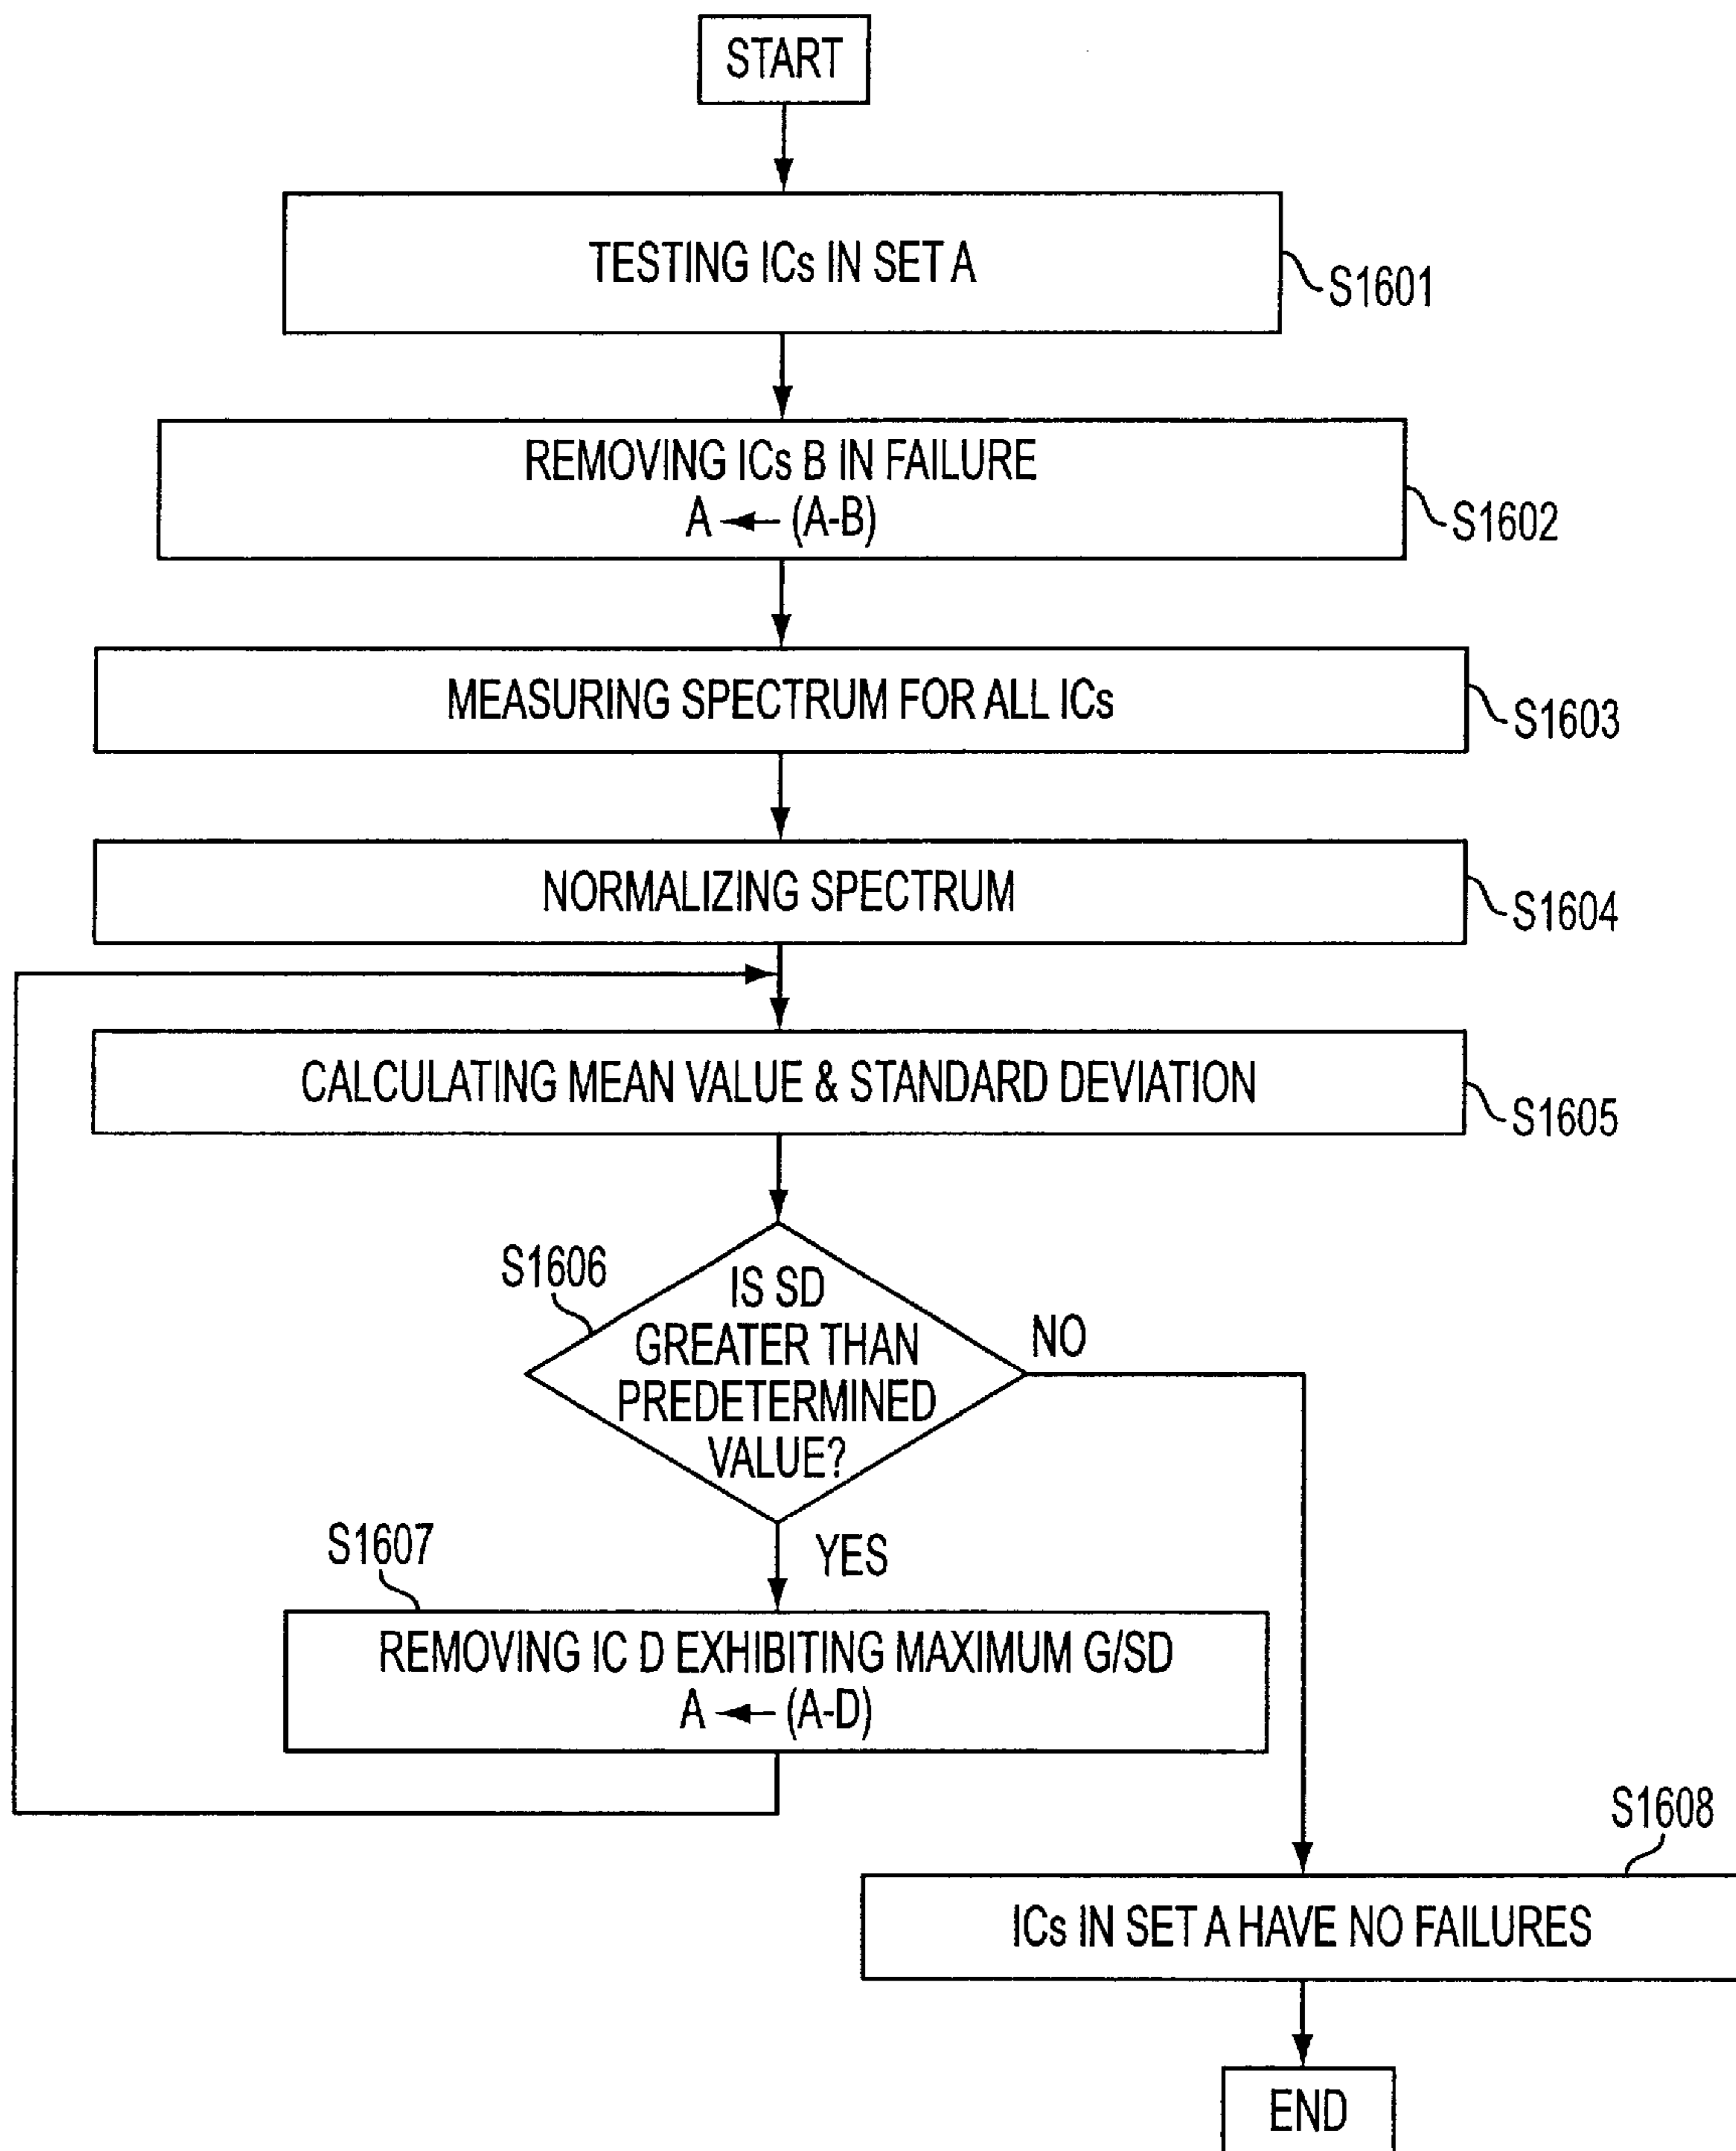 START
TESTING ICs IN SET A
S1601
REMOVING ICs B IN FAILURE
A ← (A-B)
S1602
MEASURING SPECTRUM FOR ALL ICs
S1603
NORMALIZING SPECTRUM
S1604
CALCULATING MEAN VALUE & STANDARD DEVIATION
S1605
S1606
IS SD
GREATER THAN
PREDETERMINED
VALUE?
NO
YES
S1607
REMOVING IC D EXHIBITING MAXIMUM G/SD
A ← (A-D)
S1608
ICs IN SET A HAVE NO FAILURES
END